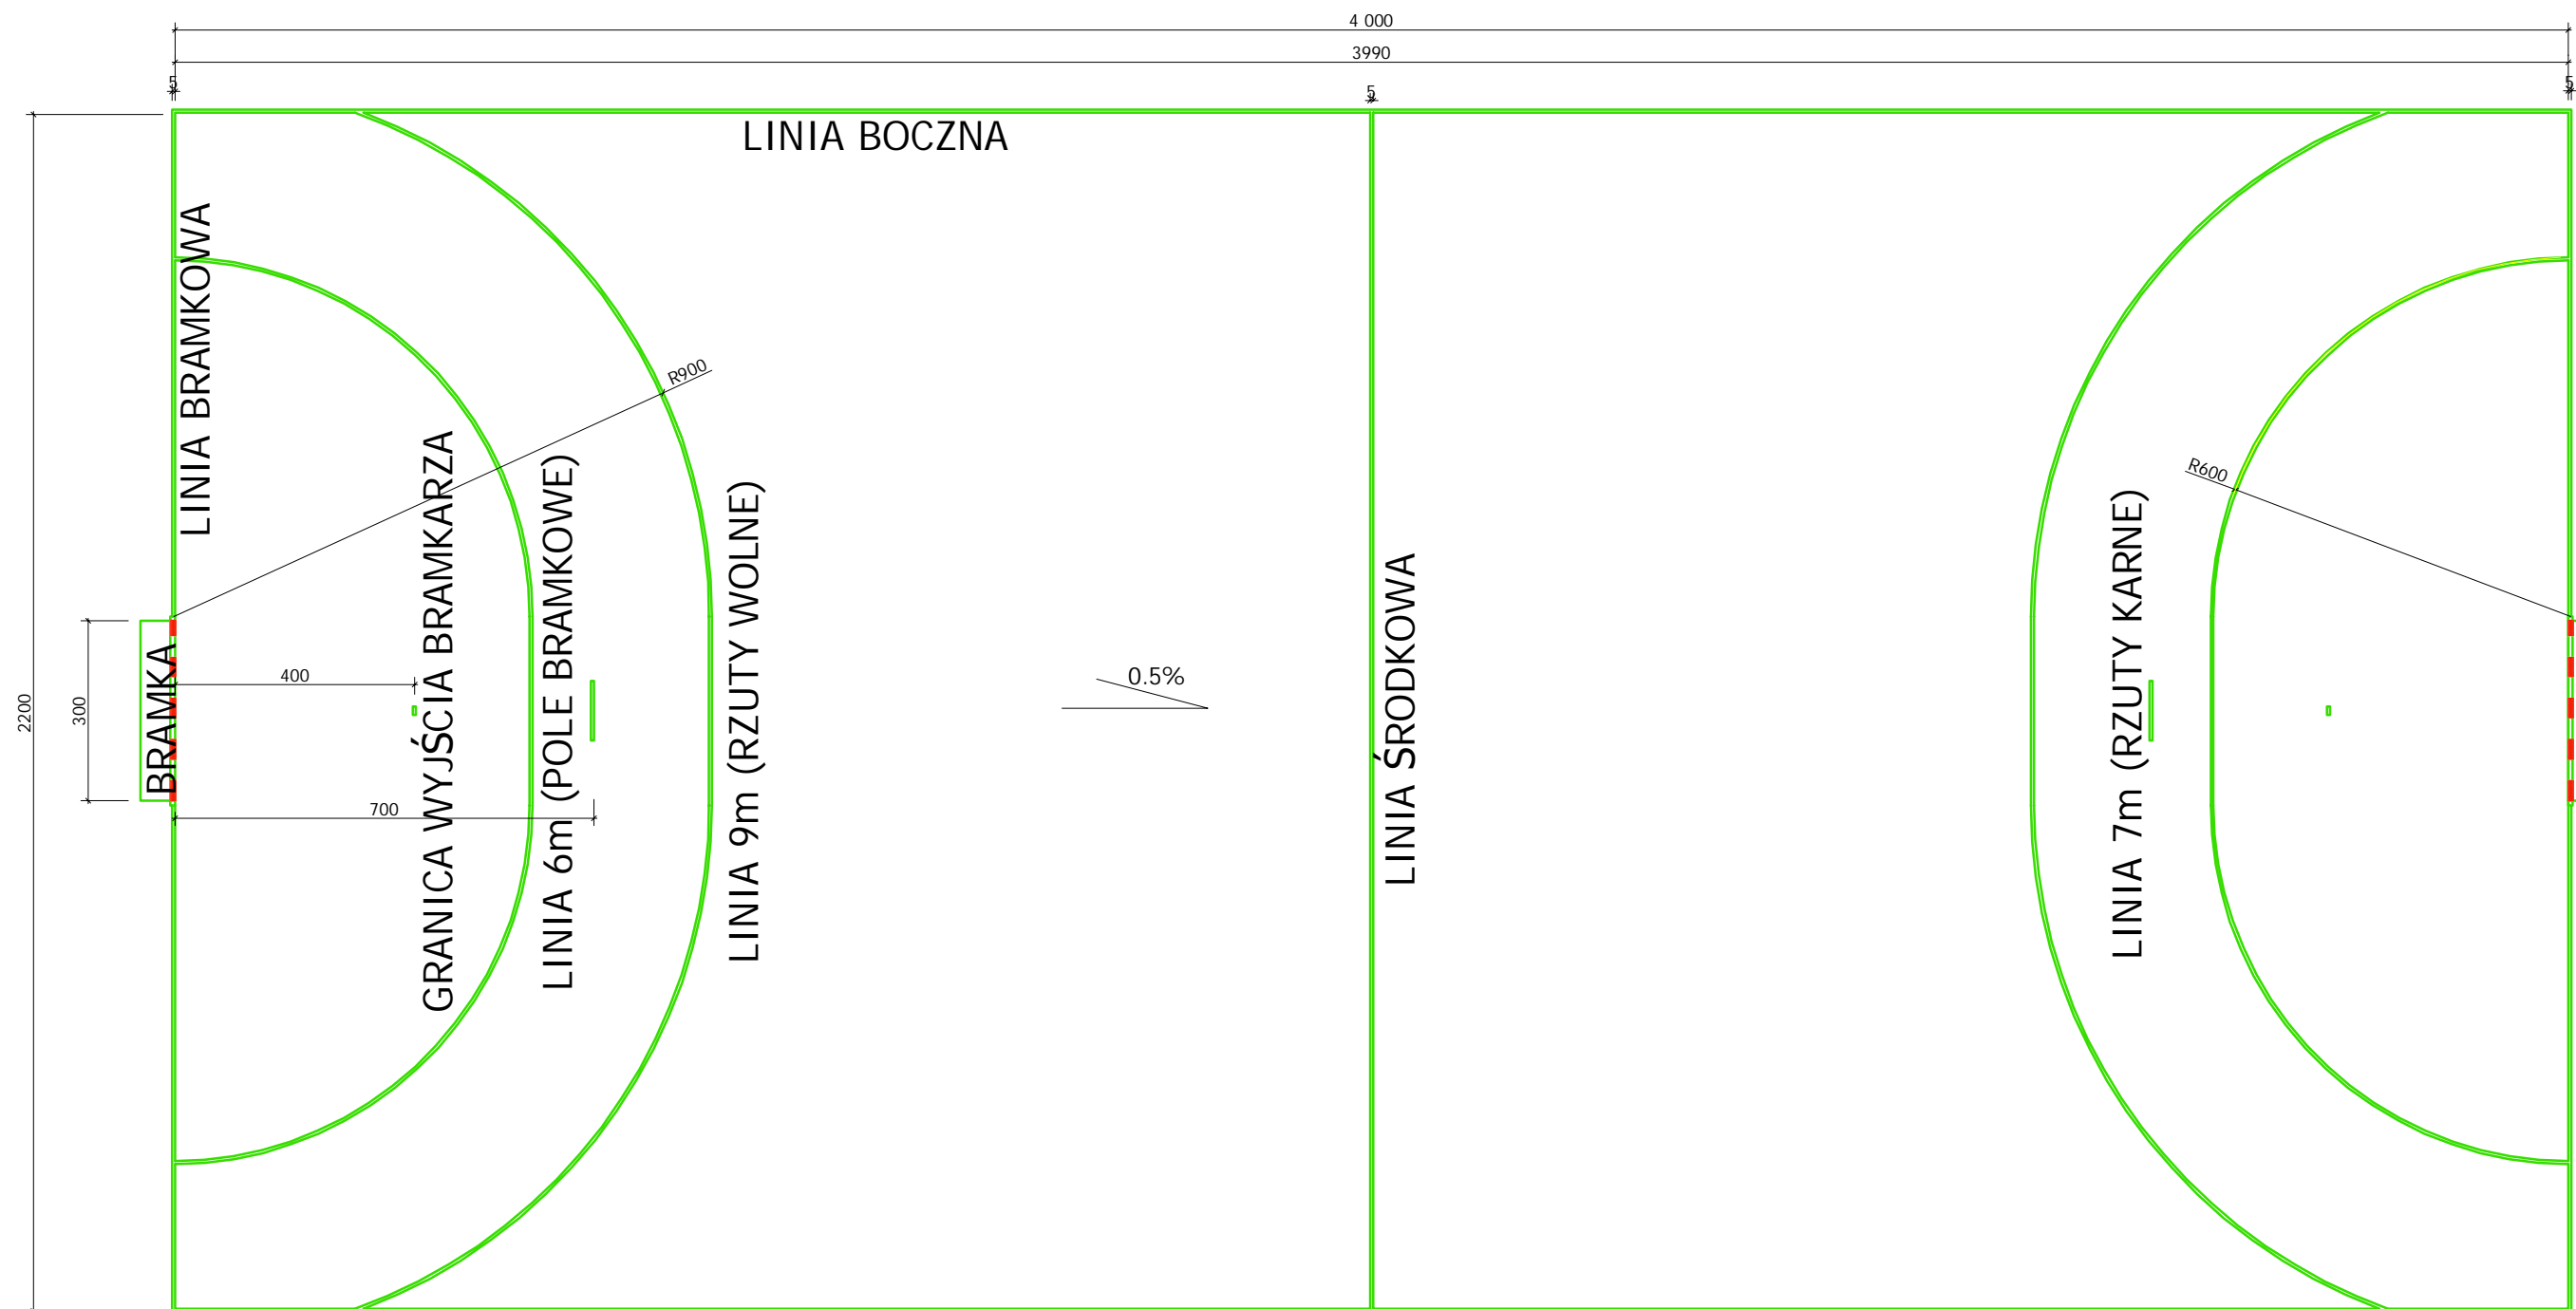 4 000
3990
5
5
5
LINIA BOCZNA
LINIA BRAMKOWA
R900
R600
GRANICA WYJŚCIA BRAMKARZA
LINIA 6m (POLE BRAMKOWE)
LINIA 9m (RZUTY WOLNE)
LINIA ŚRODKOWA
LINIA 7m (RZUTY KARNE)
BRAMKA
400
0.5%
2200
300
700